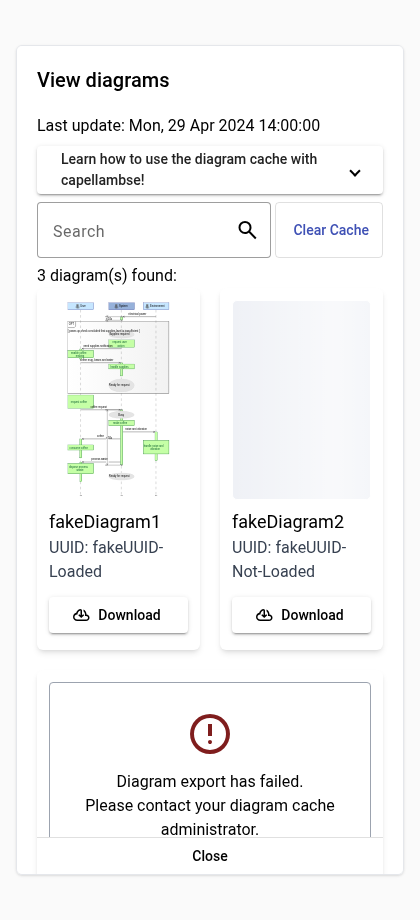 View diagrams
Last update: Mon, 29 Apr 2024 14:00:00
Learn how to use the diagram cache with
capellambse!
Search
Clear Cache
3 diagram(s) found:
fakeDiagram1
UUID: fakeUUID-
Loaded
Download
fakeDiagram2
UUID: fakeUUID-
Not-Loaded
Download
Diagram export has failed.
Please contact your diagram cache
administrator.
Close